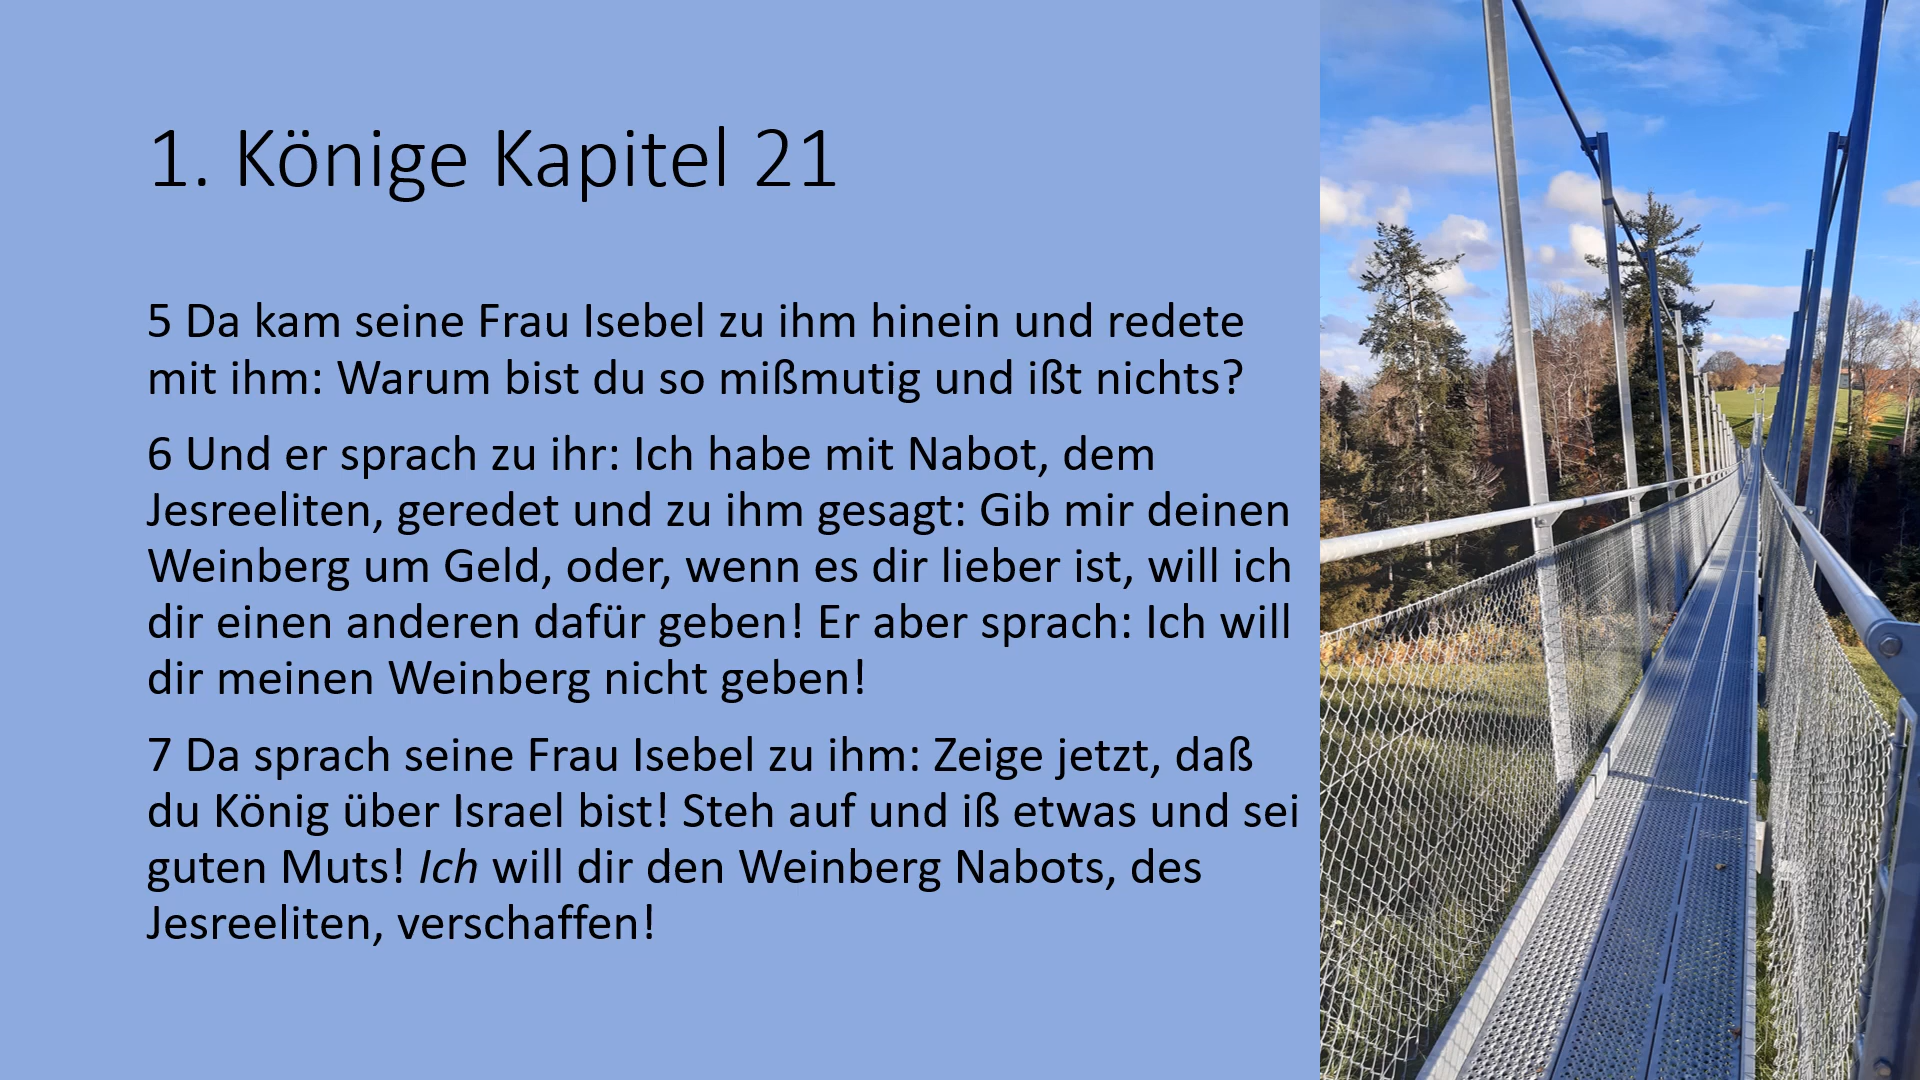 1. Könige Kapitel 21
5 Da kam seine Frau Isebel zu ihm hinein und redete
mit ihm: Warum bist du so mißmutig und ißt nichts?
6 Und er sprach zu ihr: Ich habe mit Nabot, dem
Jesreeliten, geredet und zu ihm gesagt: Gib mir deinen
Weinberg um Geld, oder, wenn es dir lieber ist, will ich
dir einen anderen dafür geben! Er aber sprach: Ich will
dir meinen Weinberg nicht geben!
7 Da sprach seine Frau Isebel zu ihm: Zeige jetzt, daß
du König über Israel bist! Steh auf und iß etwas und sei
guten Muts! Ich will dir den Weinberg Nabots, des
Jesreeliten, verschaffen!